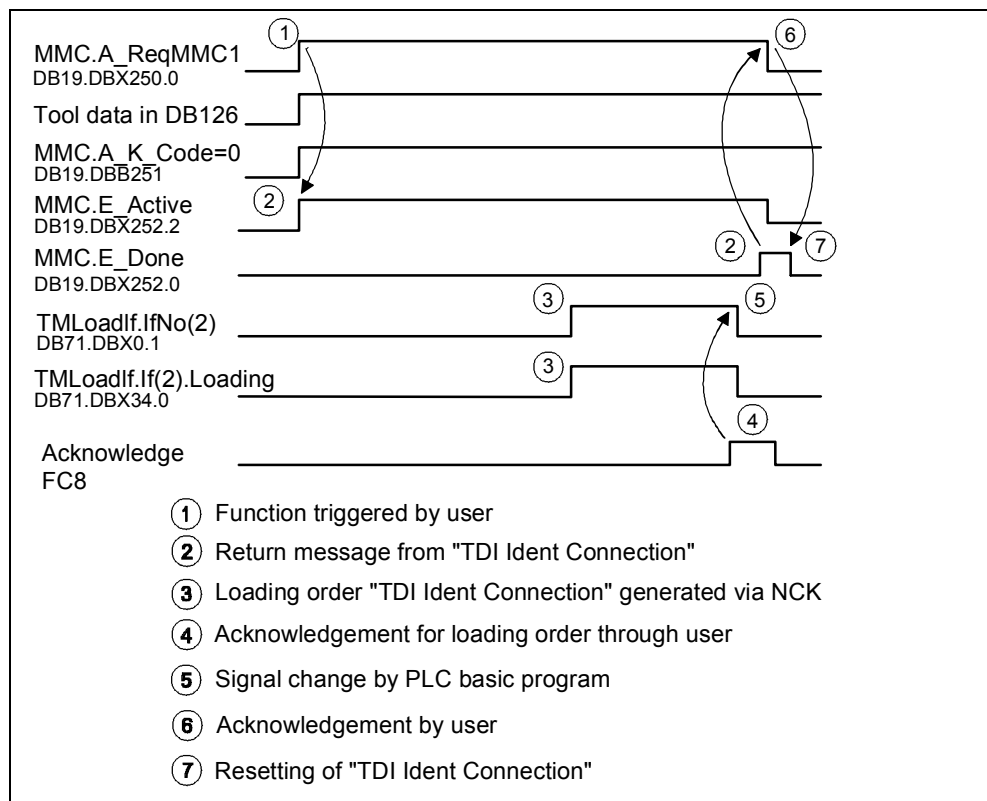 1
6
MMC.A_ReqMMC1
DB19.DBX250.0
Tool data in DB126
MMC.A_K_Code=0
DB19.DBB251
MMC.E_Active
2
DB19.DBX252.2
MMC.E_Done
2
7
DB19.DBX252.0
3
5
TMLoadIf.IfNo(2)
DB71.DBX0.1
3
TMLoadIf.If(2).Loading
DB71.DBX34.0
4
Acknowledge
FC8
1 Function triggered by user
2 Return message from "TDI Ident Connection"
3 Loading order "TDI Ident Connection" generated via NCK
4 Acknowledgement for loading order through user
5 Signal change by PLC basic program
6 Acknowledgement by user
7 Resetting of "TDI Ident Connection"